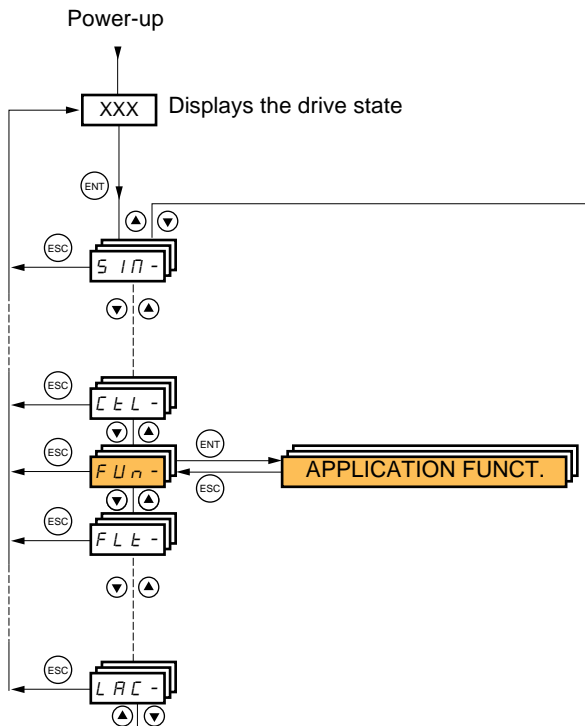 Power-up
XXX Displays the drive state
ENT
ESC
SIM-
ESC
CtL-
ESC
ENT
FUn- APPLICATION FUNCT.
ESC
ESC
FLt-
ESC
LAC-